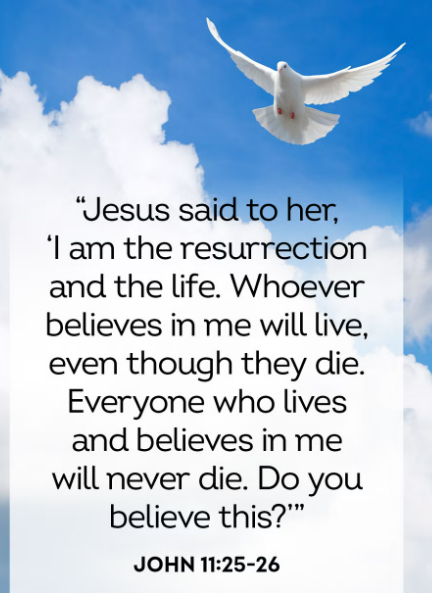 “Jesus said to her,
‘I am the resurrection
and the life. Whoever
believes in me will live,
even though they die.
Everyone who lives
and believes in me
will never die. Do you
believe this?’”
JOHN 11:25-26